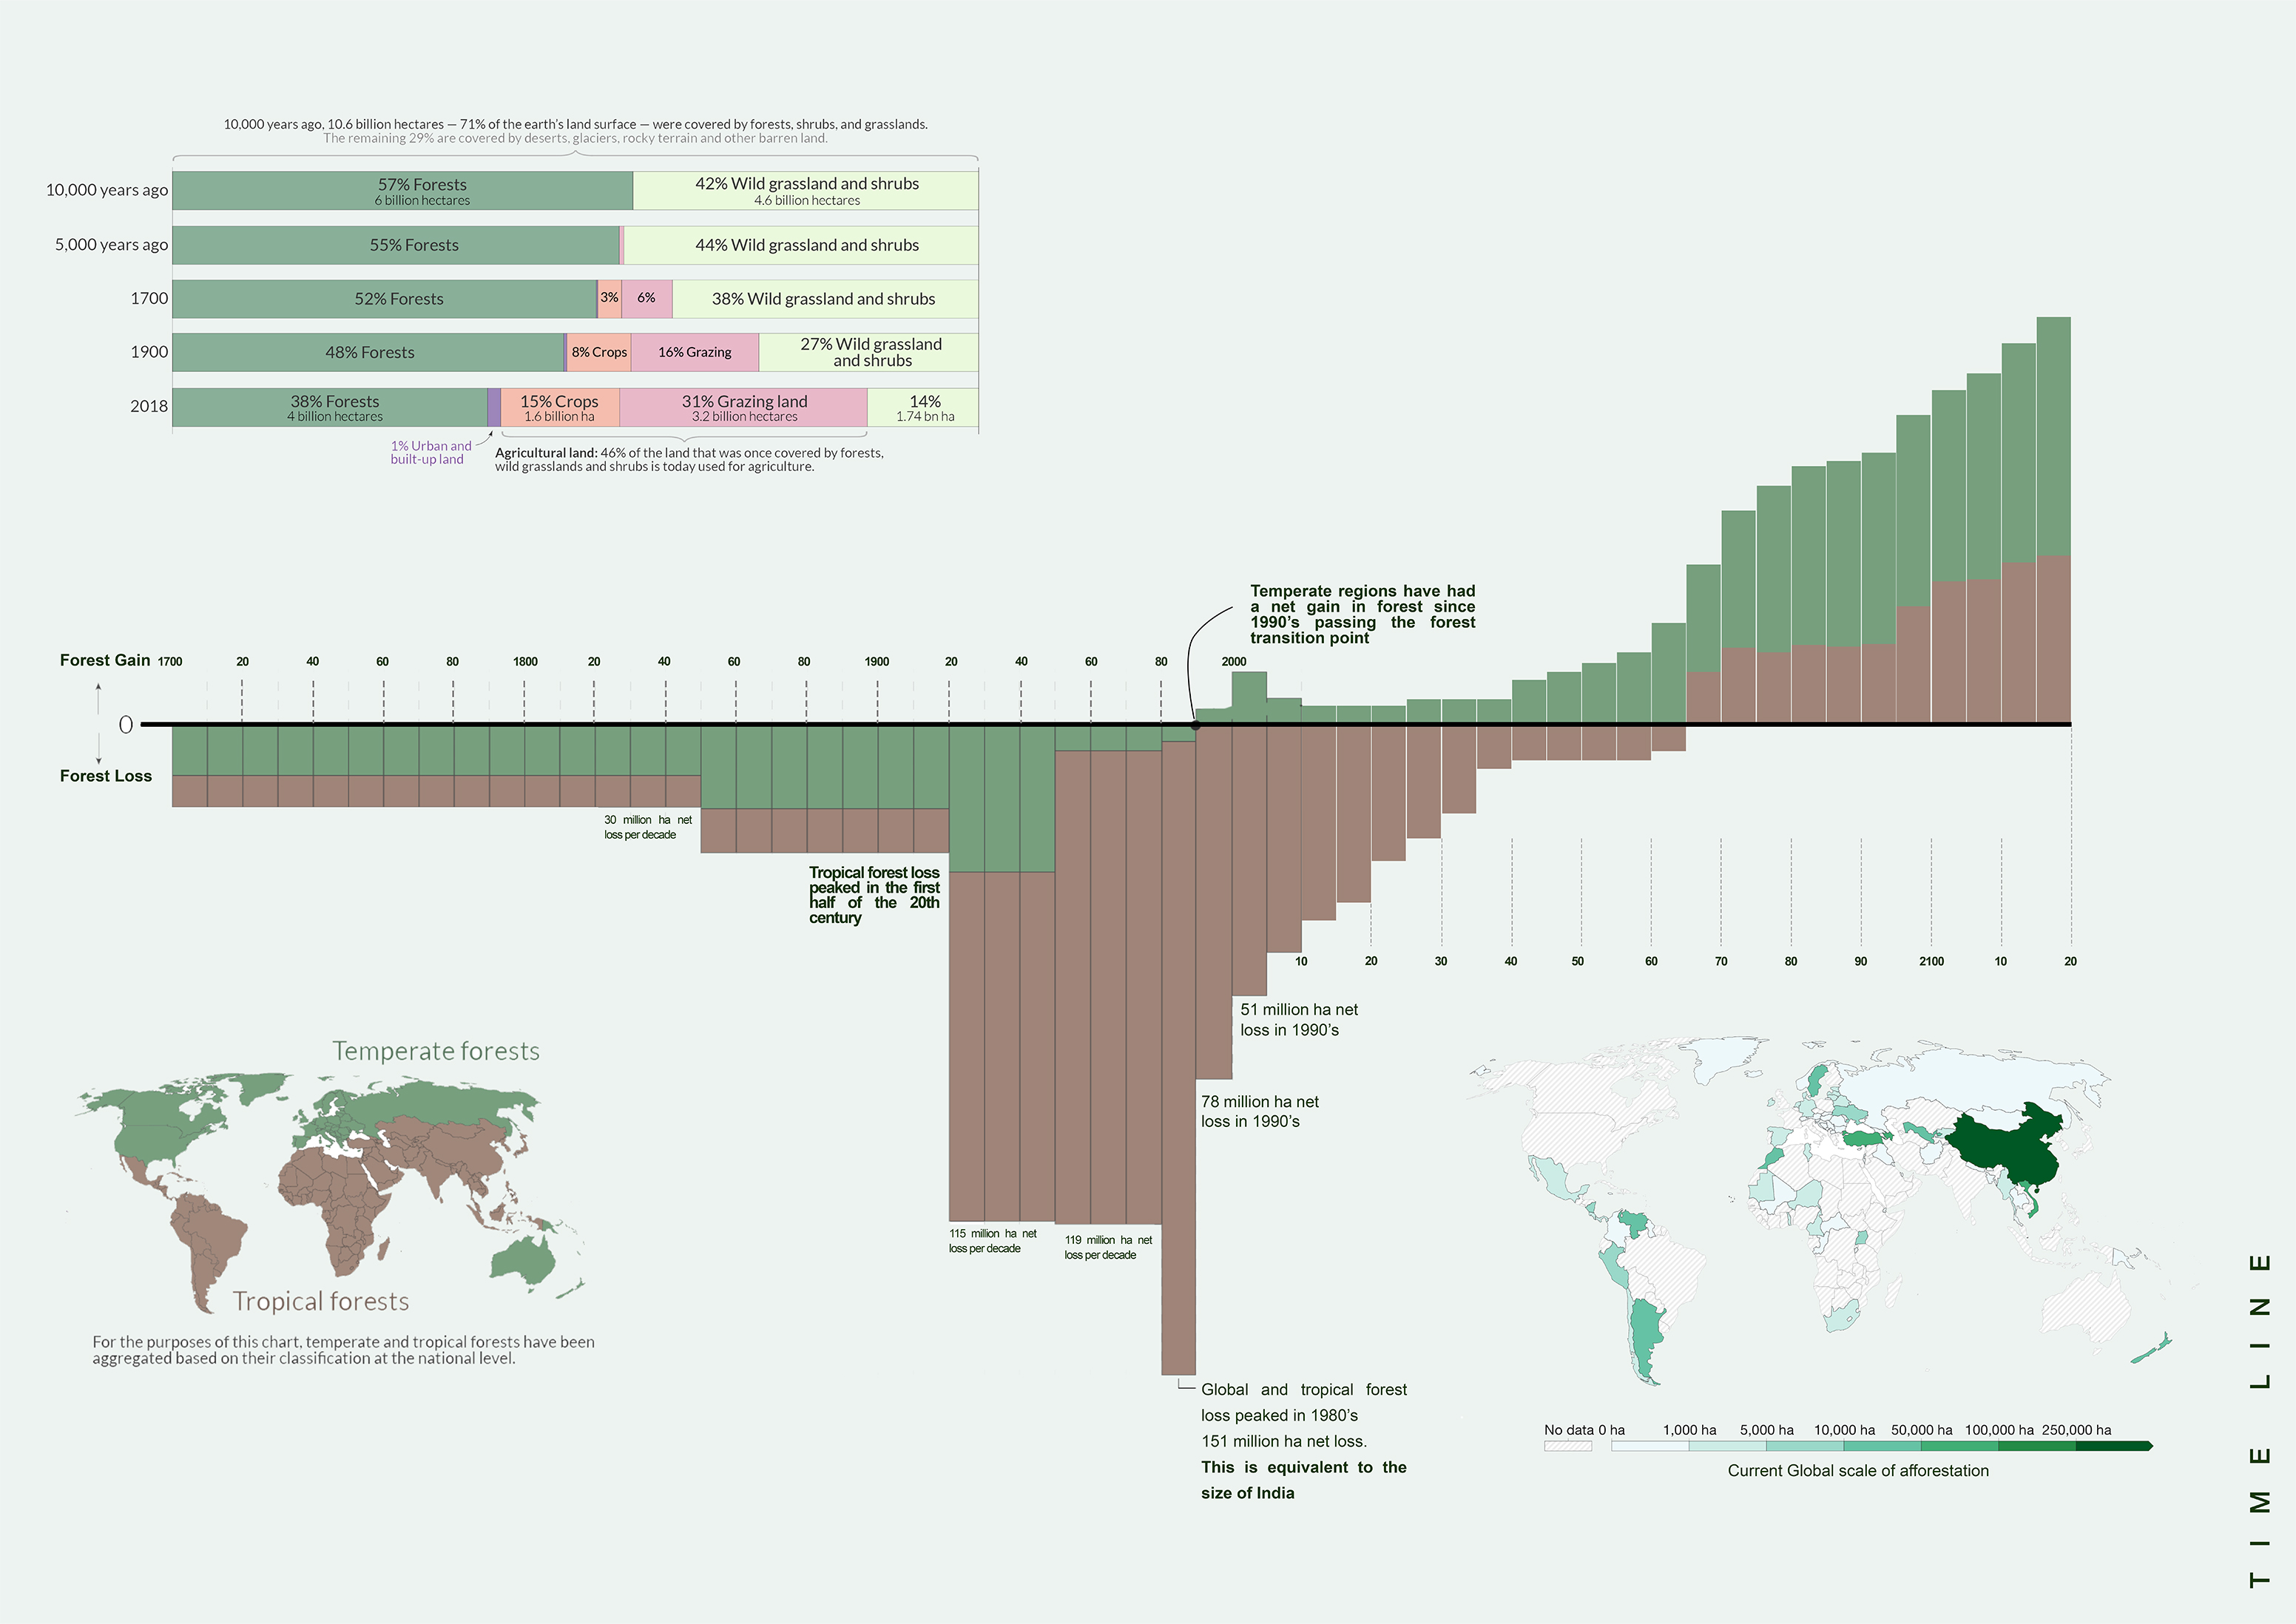 10,000 years ago, 10.6 billion hectares — 71% of the earth's land surface — were covered by forests, shrubs, and grasslands.
The remaining 29% are covered by deserts, glaciers, rocky terrain and other barren land.
10,000 years ago
57% Forests
6 billion hectares
42% Wild grassland and shrubs
4.6 billion hectares
5,000 years ago
55% Forests
44% Wild grassland and shrubs
1700
52% Forests
3%
6%
38% Wild grassland and shrubs
1900
48% Forests
8% Crops
16% Grazing
27% Wild grassland
and shrubs
2018
38% Forests
4 billion hectares
15% Crops
1.6 billion ha
31% Grazing land
3.2 billion hectares
14%
1.74 bn ha
1% Urban and
built-up land
Agricultural land: 46% of the land that was once covered by forests,
wild grasslands and shrubs is today used for agriculture.
Temperate regions have had
a net gain in forest since
1990's passing the forest
transition point
Forest Gain
1700 20 40 60 80 1800 20 40 60 80 1900 20 40 60 80 2000
0
Forest Loss
30 million ha net
loss per decade
Tropical forest loss
peaked in the first
half of the 20th
century
10 20 30 40 50 60 70 80 90 2100 10 20
51 million ha net
loss in 1990's
78 million ha net
loss in 1990's
115 million ha net
loss per decade
119 million ha net
loss per decade
Global and tropical forest
loss peaked in 1980's
151 million ha net loss.
This is equivalent to the
size of India
Temperate forests
Tropical forests
For the purposes of this chart, temperate and tropical forests have been
aggregated based on their classification at the national level.
No data 0 ha 1,000 ha 5,000 ha 10,000 ha 50,000 ha 100,000 ha 250,000 ha
Current Global scale of afforestation
TIME LINE